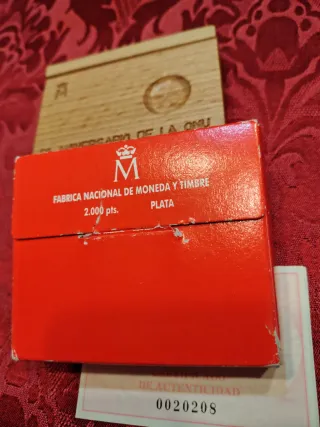 ANIVERSARIO DE LA ONU
M
FABRICA NACIONAL DE MONEDA Y TIMBRE
2.000 pts. PLATA
DE AUTENTICIDAD
0020208